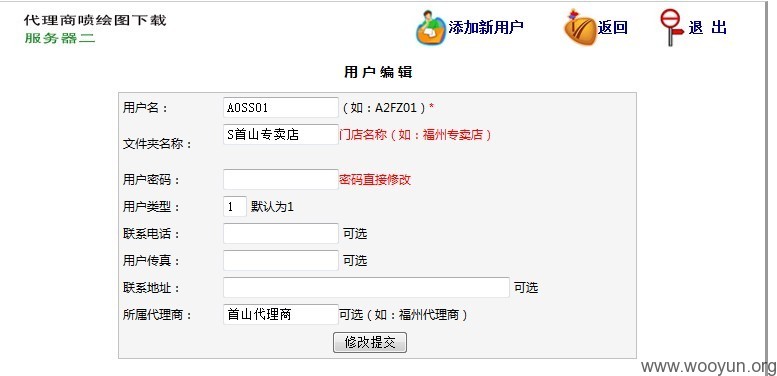 代理商喷绘图下载
服务器二
添加新用户 返回 退 出
用 户 编 辑
用户名： A0SS01 （如：A2FZ01）*
文件夹名称： S首山专卖店 门店名称（如：福州专卖店）
用户密码： 密码直接修改
用户类型： 1 默认为1
联系电话： 可选
用户传真： 可选
联系地址： 可选
所属代理商： 首山代理商 可选（如：福州代理商）
修改提交
www.wooyun.org